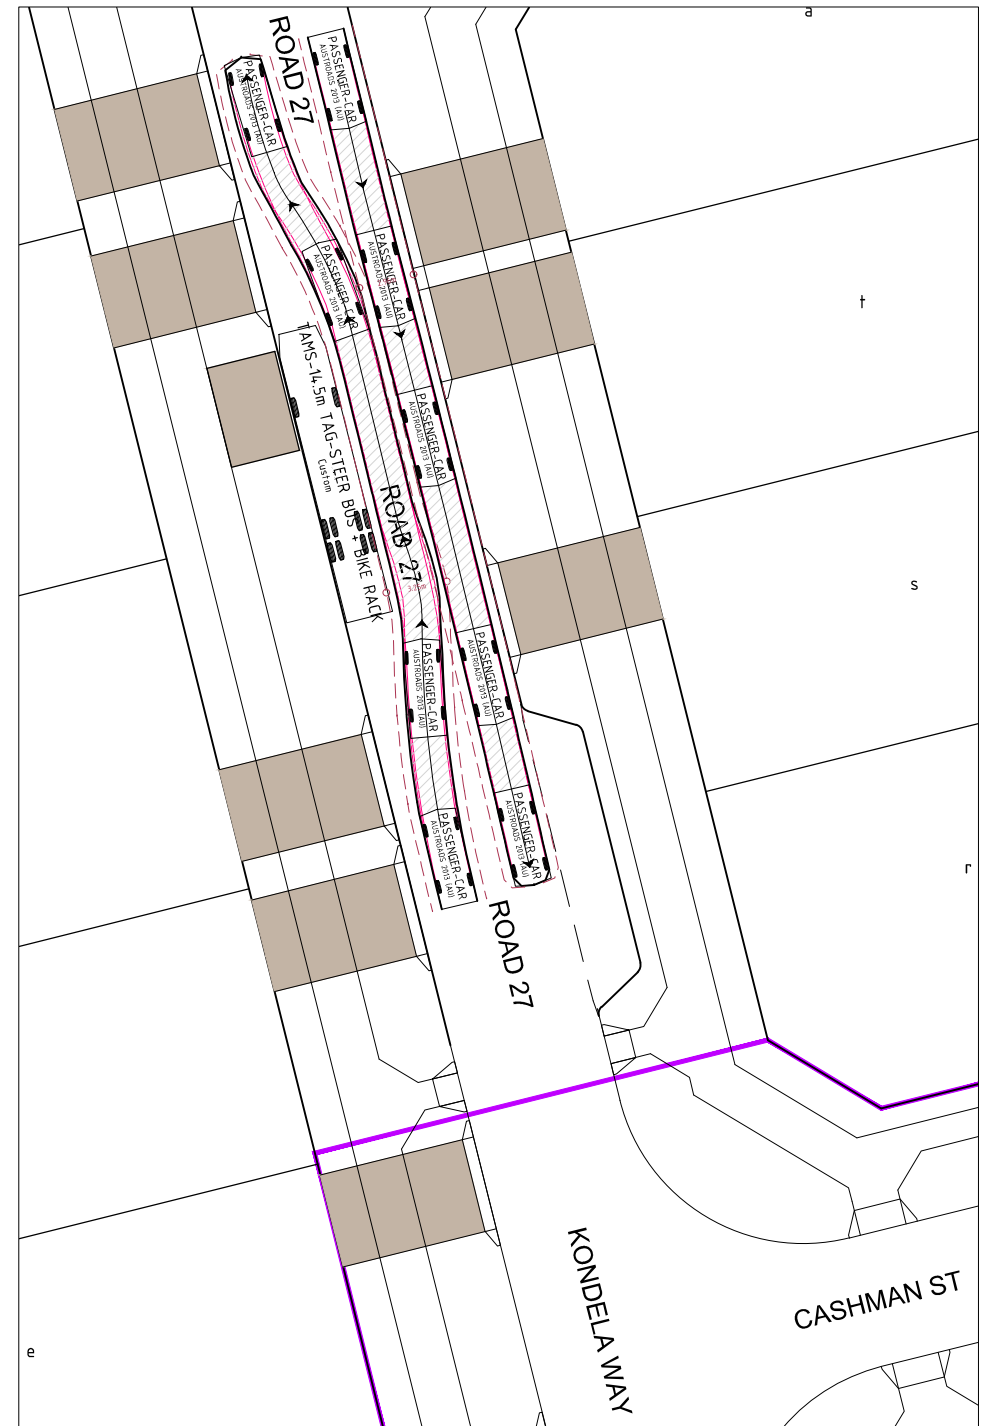 a
ROAD 27
PASSENGER-CAR
AUSTROADS 2013 (AU)
PASSENGER-CAR
AUSTROADS 2013 (AU)
PASSENGER-CAR
AUSTROADS 2013 (AU)
PASSENGER-CAR
AUSTROADS 2013 (AU)
t
TAMS-14.5m TAG-STEER BUS + BIKE RACK
Custom
PASSENGER-CAR
AUSTROADS 2013 (AU)
ROAD 27
s
PASSENGER-CAR
AUSTROADS 2013 (AU)
PASSENGER-CAR
AUSTROADS 2013 (AU)
PASSENGER-CAR
AUSTROADS 2013 (AU)
PASSENGER-CAR
AUSTROADS 2013 (AU)
r
ROAD 27
KONDELA WAY
CASHMAN ST
e